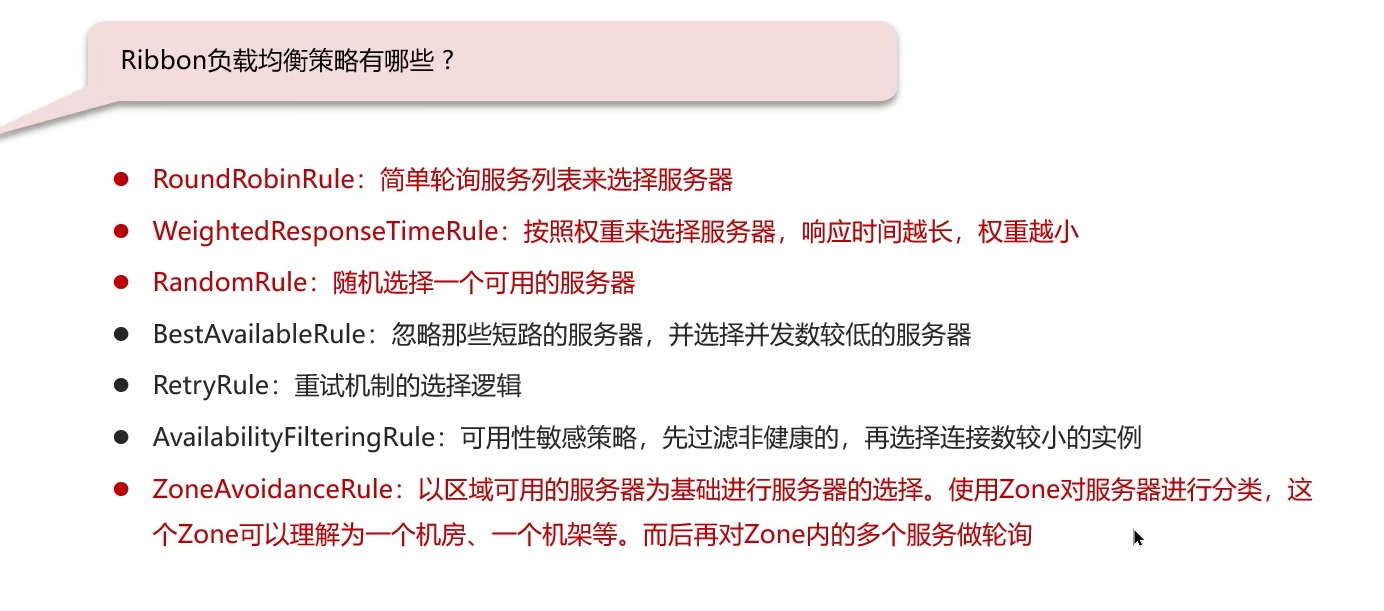 Ribbon负载均衡策略有哪些？
RoundRobinRule：简单轮询服务列表来选择服务器
WeightedResponseTimeRule：按照权重来选择服务器，响应时间越长，权重越小
RandomRule：随机选择一个可用的服务器
BestAvailableRule：忽略那些短路的服务器，并选择并发数较低的服务器
RetryRule：重试机制的选择逻辑
AvailabilityFilteringRule：可用性敏感策略，先过滤非健康的，再选择连接数较小的实例
ZoneAvoidanceRule：以区域可用的服务器为基础进行服务器的选择。使用Zone对服务器进行分类，这
个Zone可以理解为一个机房、一个机架等。而后再对Zone内的多个服务做轮询